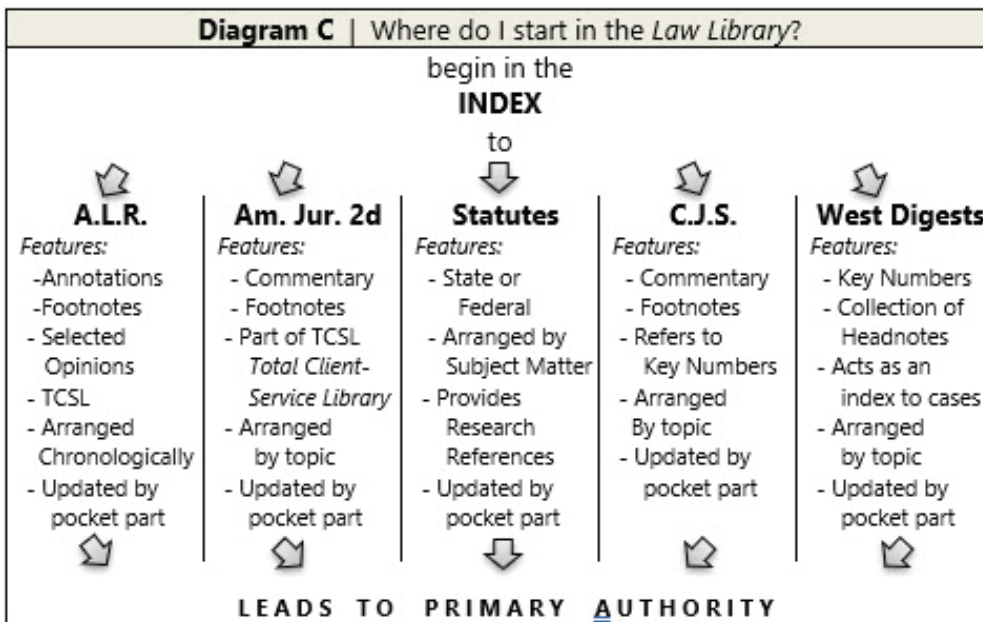 Diagram C | Where do I start in the Law Library?
begin in the
INDEX
to
A.L.R.
Features:
-Annotations
-Footnotes
- Selected
Opinions
- TCSL
- Arranged
Chronologically
- Updated by
pocket part
Am. Jur. 2d
Features:
- Commentary
- Footnotes
- Part of TCSL
Total Client-
Service Library
- Arranged
by topic
- Updated by
pocket part
Statutes
Features:
- State or
Federal
- Arranged by
Subject Matter
- Provides
Research
References
- Updated by
pocket part
C.J.S.
Features:
- Commentary
- Footnotes
- Refers to
Key Numbers
- Arranged
By topic
- Updated by
pocket part
West Digests
Features:
- Key Numbers
- Collection of
Headnotes
- Acts as an
index to cases
- Arranged
by topic
- Updated by
pocket part
LEADS TO PRIMARY AUTHORITY